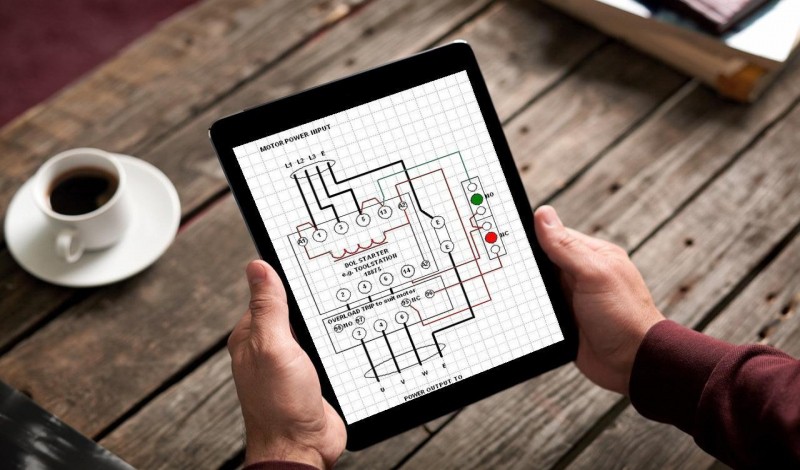 MOTOR POWER INPUT
L1 L2 L3 E
A1 1 3 5 13 A2
NO
E
E
NC
DOL STARTER
e.g. TOOLSTATION
18875
2 4 6 14 A2
OVERLOAD TRIP to suit motor
98 NO 97 95 NC 96
2 4 6
U V W E
POWER OUTPUT TO